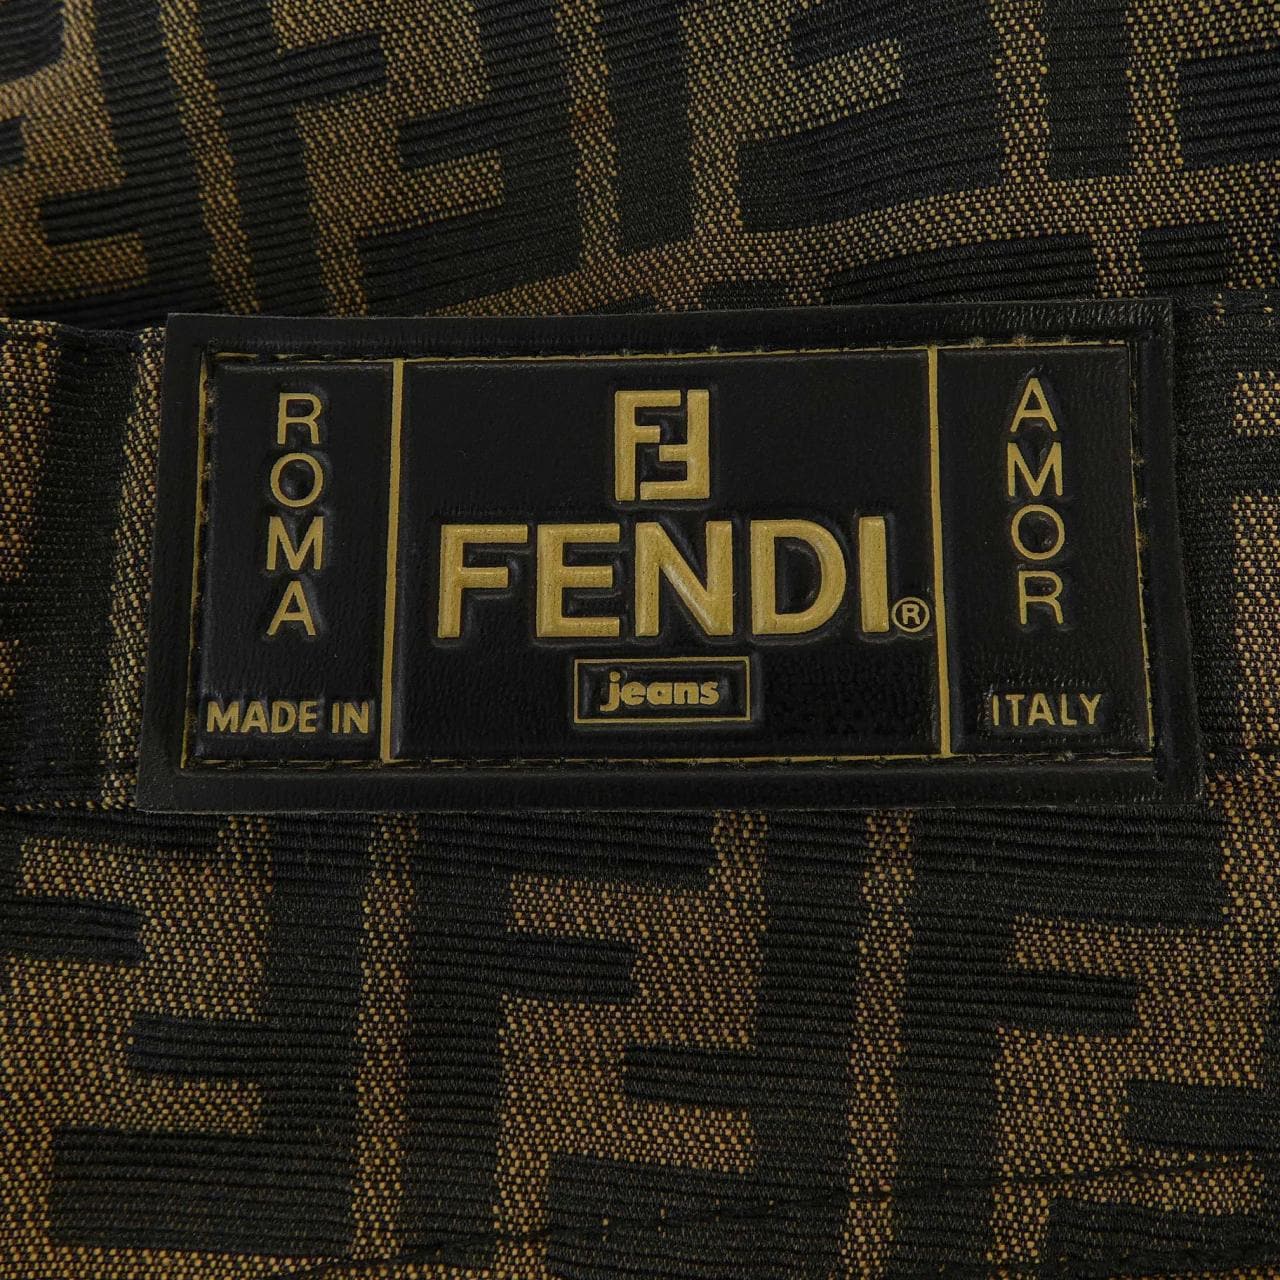 ROMA
MADE IN
FF
FENDI®
jeans
AMOR
ITALY